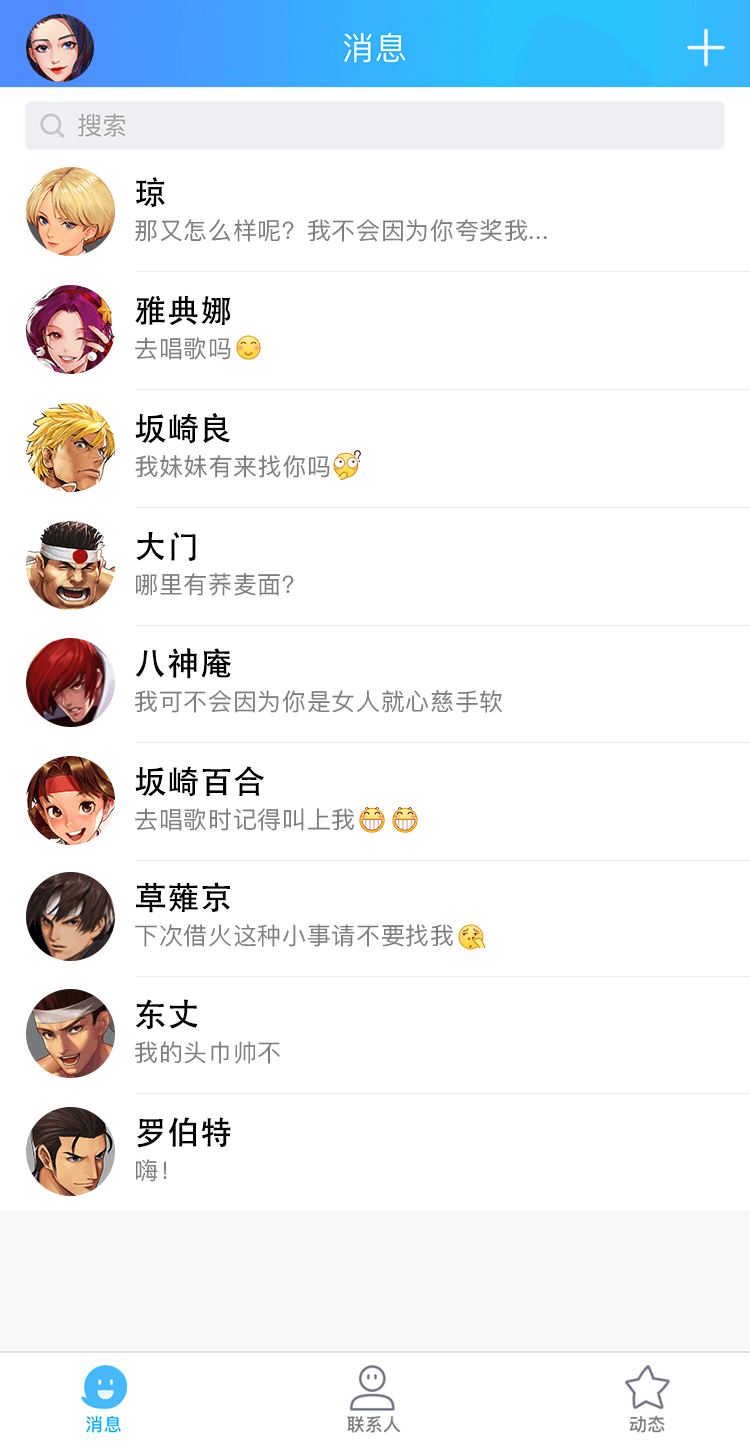 消息
搜索
琼
那又怎么样呢？我不会因为你夸奖我...
雅典娜
去唱歌吗😊
坂崎良
我妹妹有来找你吗
大门
哪里有荞麦面?
八神庵
我可不会因为你是女人就心慈手软
坂崎百合
去唱歌时记得叫上我😁😁
草薙京
下次借火这种小事请不要找我
东丈
我的头巾帅不
罗伯特
嗨!
消息
联系人
动态